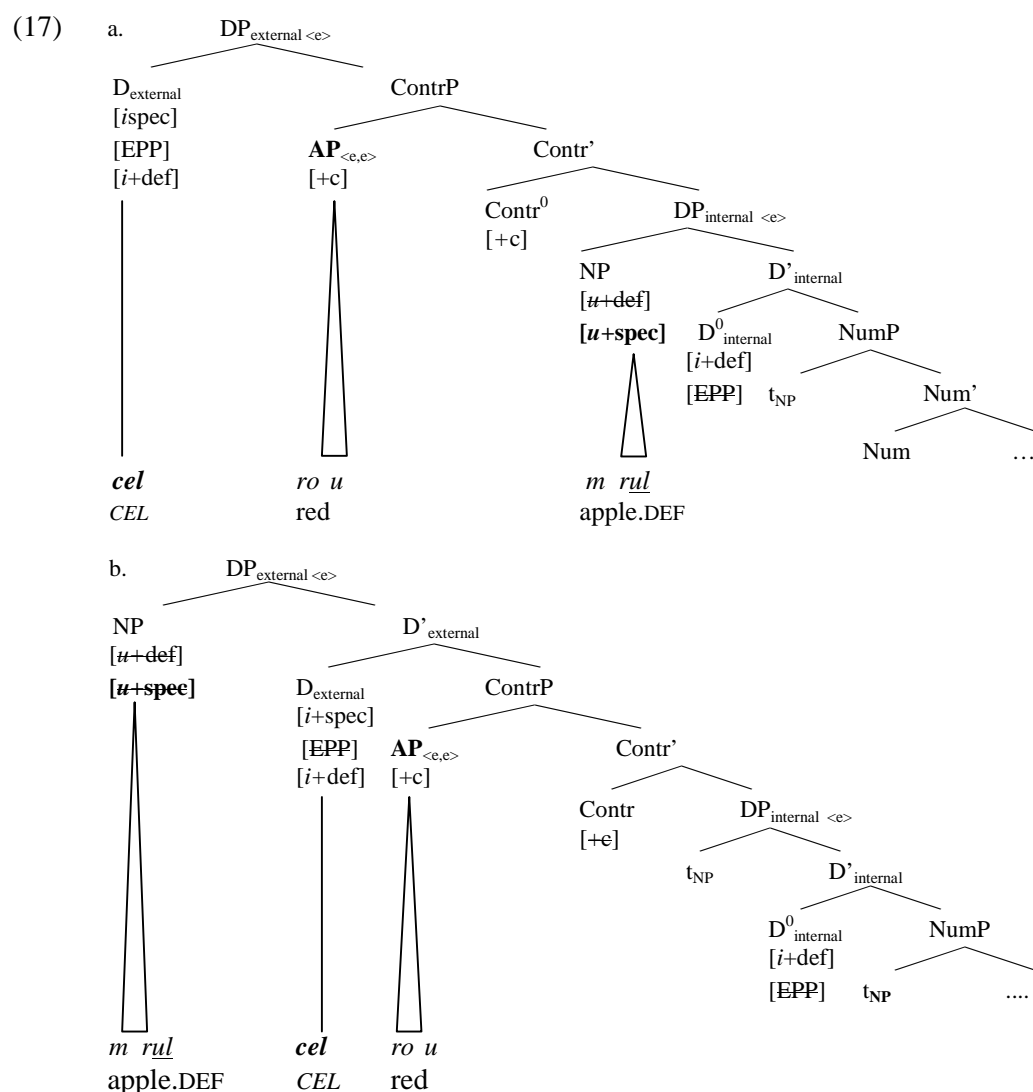 (17) a. DPexternal <e>
Dexternal ContrP
[ispec]
[EPP] AP<e,e> Contr’
[i+def] [+c]
Contr0 DPinternal <e>
[+c]
NP D’internal
[u+def]
[u+spec] D0internal NumP
[i+def]
[EPP] tNP Num’
Num …
cel ro u m rul
CEL red apple.DEF
b. DPexternal <e>
NP D’external
[u+def]
[u+spec] Dexternal ContrP
[i+spec]
[EPP] AP<e,e> Contr’
[i+def] [+c]
Contr DPinternal <e>
[+c]
tNP D’internal
D0internal NumP
[i+def]
[EPP] tNP ....
m rul cel ro u
apple.DEF CEL red